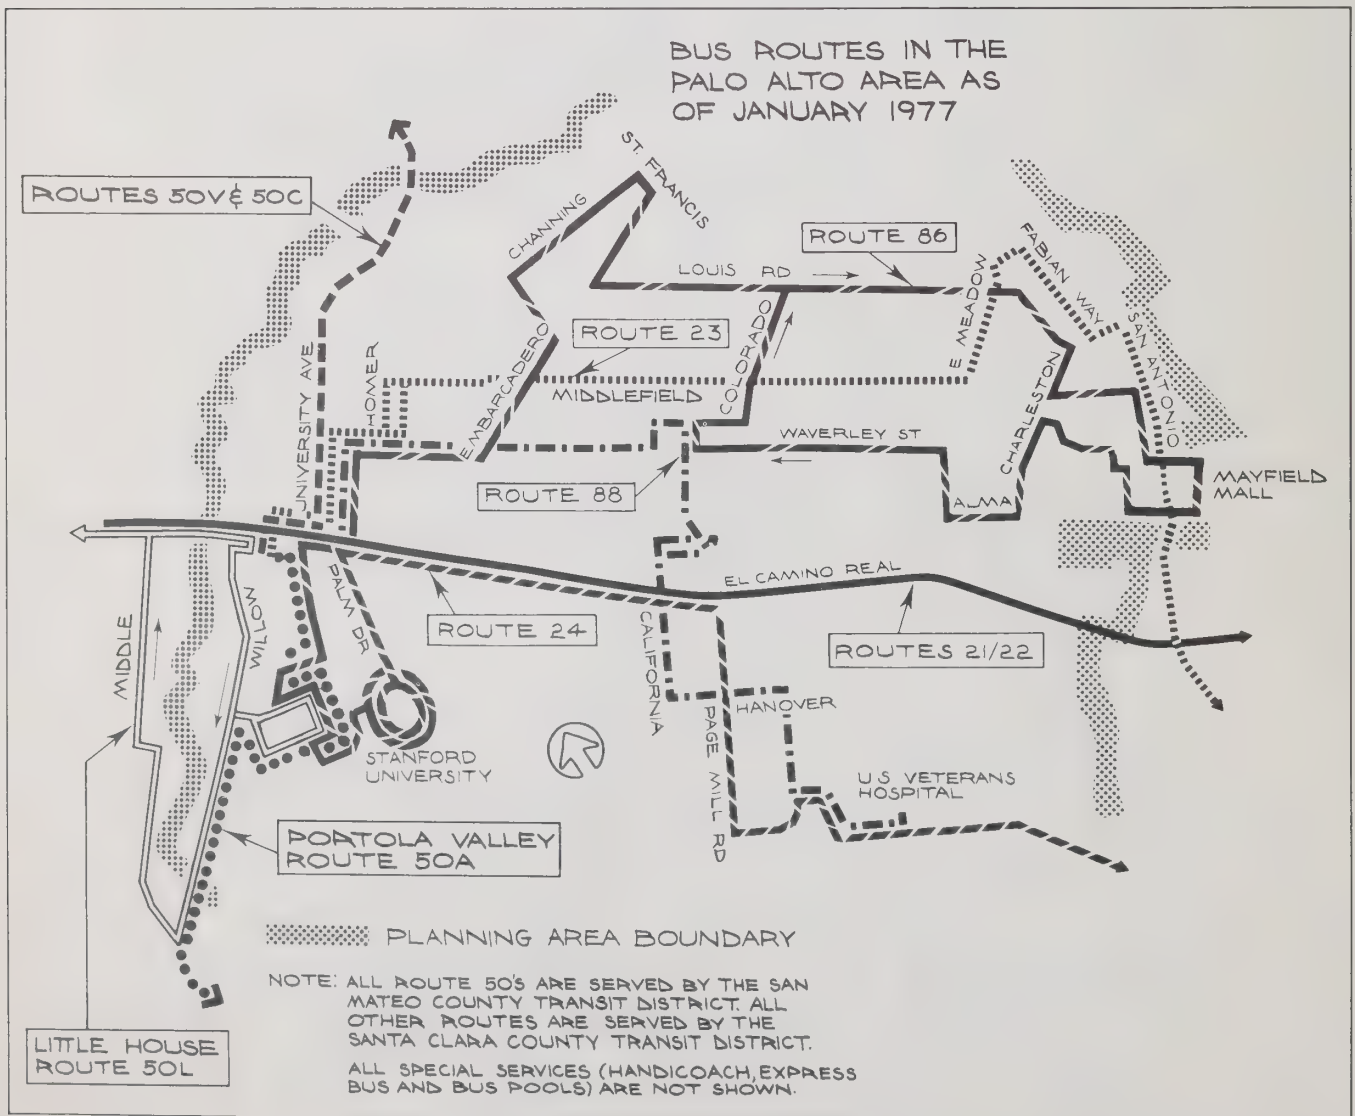 BUS ROUTES IN THE
PALO ALTO AREA AS
OF JANUARY 1977
ROUTES 50V & 50C
ST. FRANCIS
CHANNING
ROUTE 86
LOUIS RD
FABIAN WAY
E MEADOW
SAN ANTONIO
ROUTE 23
COLORADO
UNIVERSITY AVE
HOMER
EMBARCADERO
MIDDLEFIELD
CHARLESTON
WAVERLEY ST
ROUTE 88
ALMA
MAYFIELD
MALL
EL CAMINO REAL
PALM DR
WILLOW
MIDDLE
ROUTE 24
CALIFORNIA
ROUTES 21/22
HANOVER
PAGE MILL RD
STANFORD
UNIVERSITY
U S VETERANS
HOSPITAL
PORTOLA VALLEY
ROUTE 50A
PLANNING AREA BOUNDARY
NOTE: ALL ROUTE 50'S ARE SERVED BY THE SAN
MATEO COUNTY TRANSIT DISTRICT. ALL
OTHER ROUTES ARE SERVED BY THE
SANTA CLARA COUNTY TRANSIT DISTRICT.
ALL SPECIAL SERVICES (HANDICOACH, EXPRESS
BUS AND BUS POOLS) ARE NOT SHOWN.
LITTLE HOUSE
ROUTE 50L